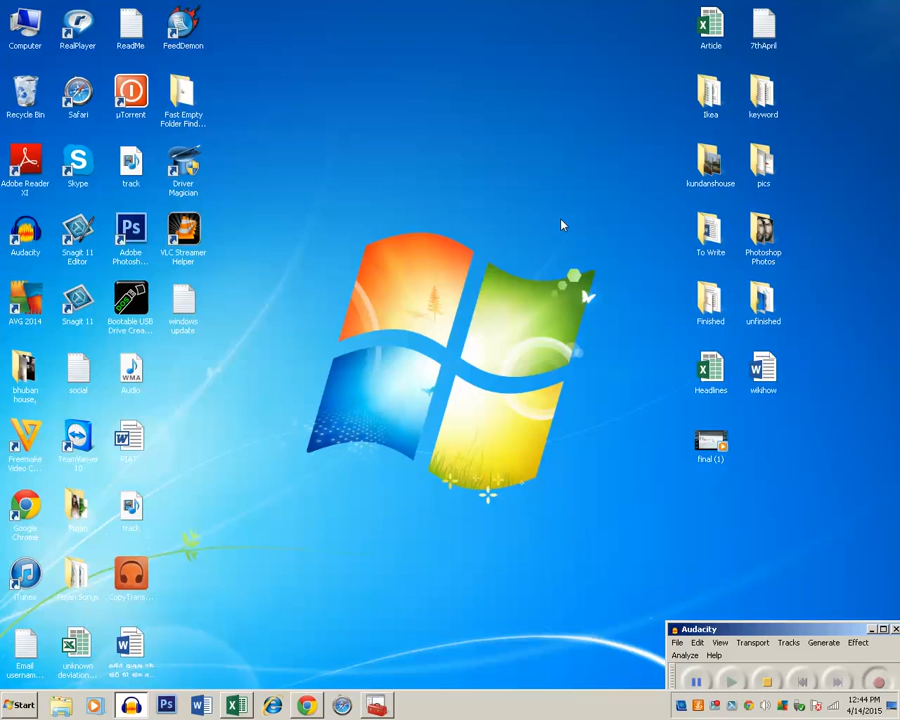 Computer
RealPlayer
ReadMe
FeedDemon
Recycle Bin
Safari
µTorrent
Fast Empty
Folder Find...
Adobe Reader
XI
Skype
track
Driver
Magician
Audacity
Snagit 11
Editor
Adobe
Photosh...
VLC Streamer
Helper
AVG 2014
Snagit 11
Bootable USB
Drive Crea...
windows
update
bhuban
house,
social
WMA
Audio
Freemake
Video C...
TeamViewer
10
Google
Chrome
Pujan
track
iTunes
Pujan Songs
CopyTrans...
Email
usernam...
unknown
deviation...
Article
7thApril
Ikea
keyword
kundanshouse
pics
To Write
Photoshop
Photos
Finished
unfinished
Headlines
wikihow
final (1)
Audacity
File Edit View Transport Tracks Generate Effect
Analyze Help
Start
12:44 PM
4/14/2015